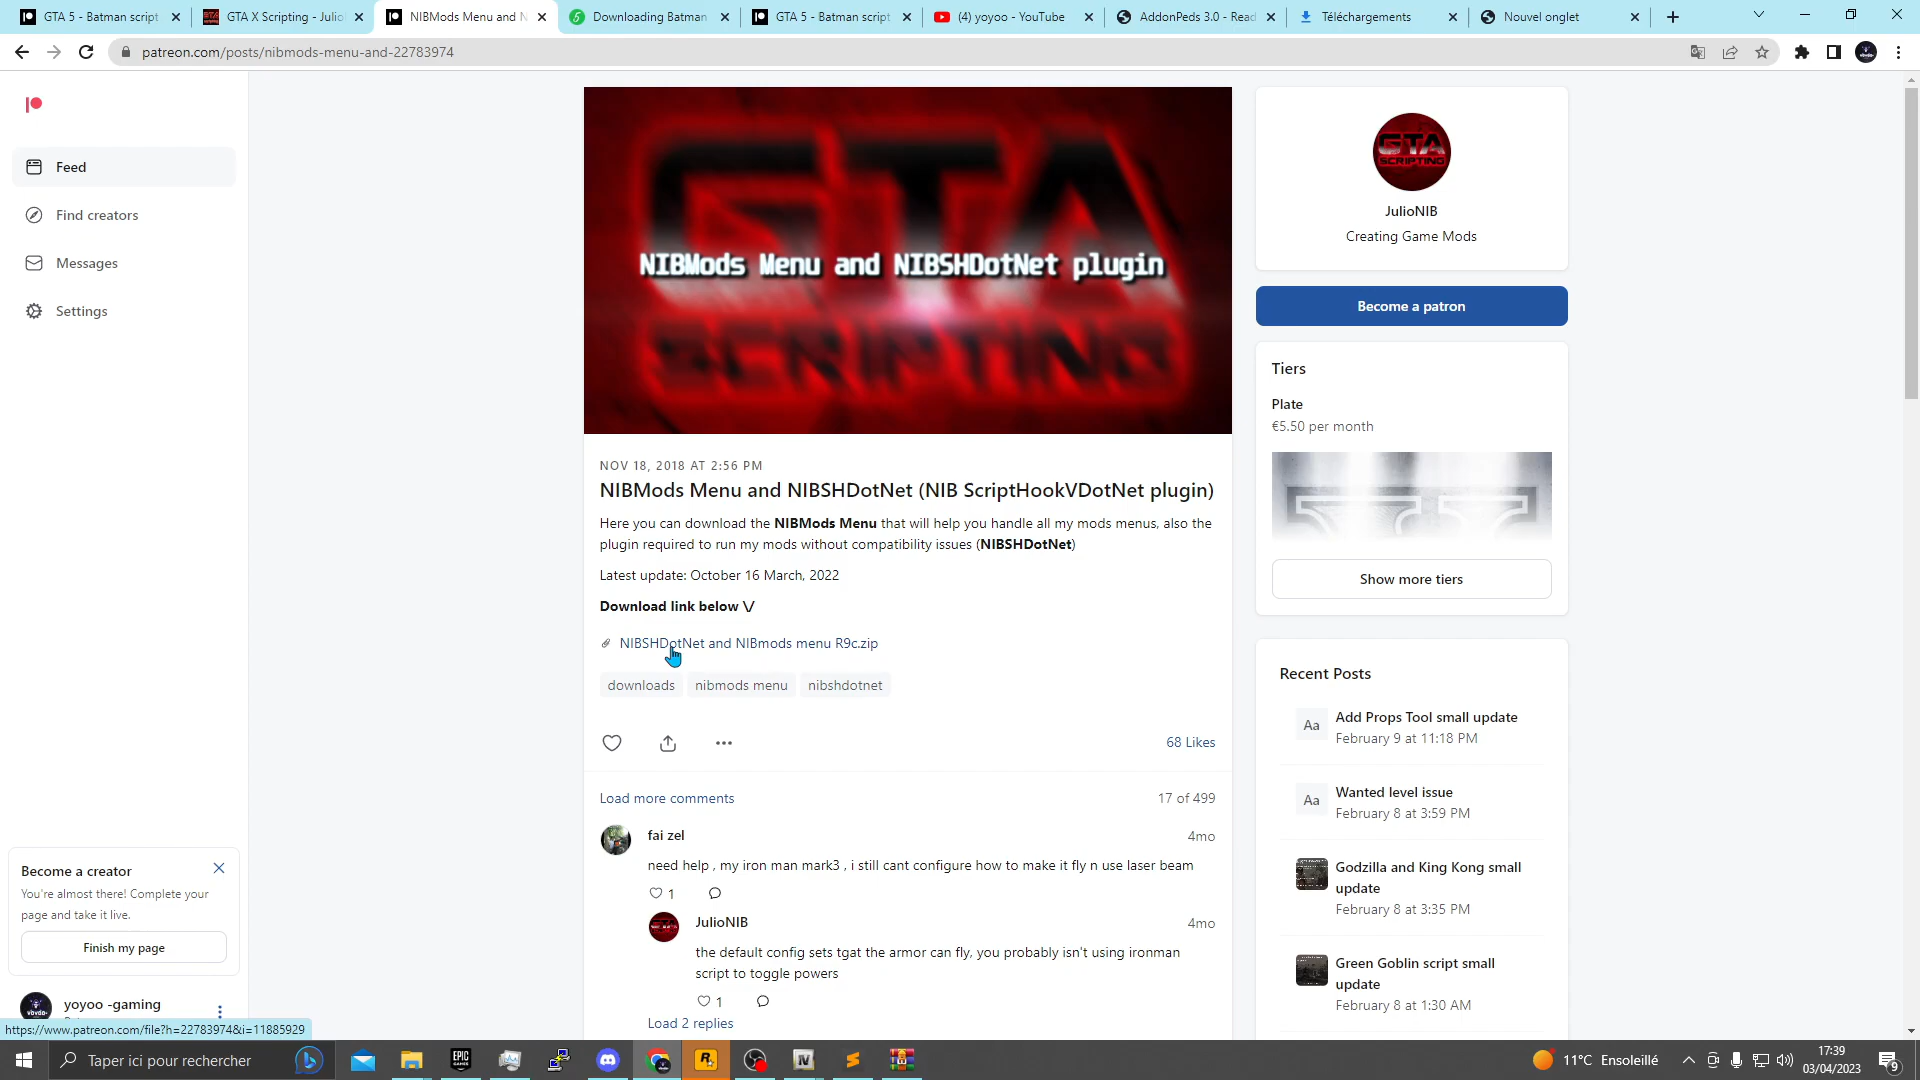 GTA 5 - Batman script
GTA X Scripting - Julio
NIBMods Menu and N
Downloading Batman
GTA 5 - Batman script
(4) yoyoo - YouTube
AddonPeds 3.0 - Read
Téléchargements
Nouvel onglet
patreon.com/posts/nibmods-menu-and-22783974
Feed
Find creators
Messages
Settings
GTA
NIBMods Menu and NIBSHDotNet plugin
SCRIPTING
NOV 18, 2018 AT 2:56 PM
NIBMods Menu and NIBSHDotNet (NIB ScriptHookVDotNet plugin)
Here you can download the NIBMods Menu that will help you handle all my mods menus, also the
plugin required to run my mods without compatibility issues (NIBSHDotNet)
Latest update: October 16 March, 2022
Download link below \/
NIBSHDotNet and NIBmods menu R9c.zip
downloads
nibmods menu
nibshdotnet
68 Likes
Load more comments
17 of 499
fai zel
4mo
need help , my iron man mark3 , i still cant configure how to make it fly n use laser beam
1
JulioNIB
4mo
the default config sets tgat the armor can fly, you probably isn't using ironman
script to toggle powers
1
Load 2 replies
GTA
SCRIPTING
JulioNIB
Creating Game Mods
Become a patron
Tiers
Plate
€5.50 per month
Show more tiers
Recent Posts
Aa
Add Props Tool small update
February 9 at 11:18 PM
Aa
Wanted level issue
February 8 at 3:59 PM
Godzilla and King Kong small
update
February 8 at 3:35 PM
Green Goblin script small
update
February 8 at 1:30 AM
Become a creator
You're almost there! Complete your
page and take it live.
Finish my page
yoyoo -gaming
https://www.patreon.com/file?h=22783974&i=11885929
Taper ici pour rechercher
EPIC
GAMES
11°C Ensoleillé
17:39
03/04/2023
9